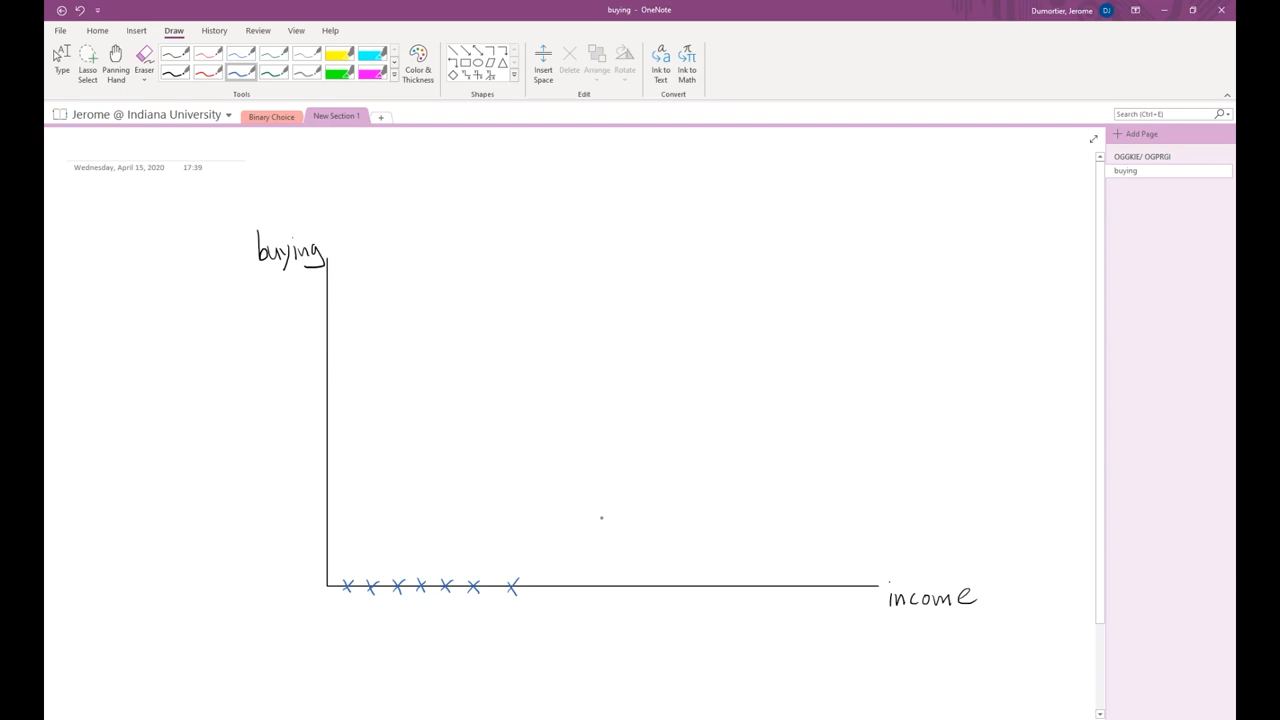 buying - OneNote
Dumortier, Jerome DJ
File Home Insert Draw History Review View Help
Type Lasso Select Panning Hand Eraser Color & Thickness Insert Space Delete Arrange Rotate Ink to Text Ink to Math
Tools Shapes Edit Convert
Jerome @ Indiana University Binary Choice New Section 1
Search (Ctrl+E)
Add Page
OGGKIE/ OGPRGI
buying
Wednesday, April 15, 2020 17:39
buying
income